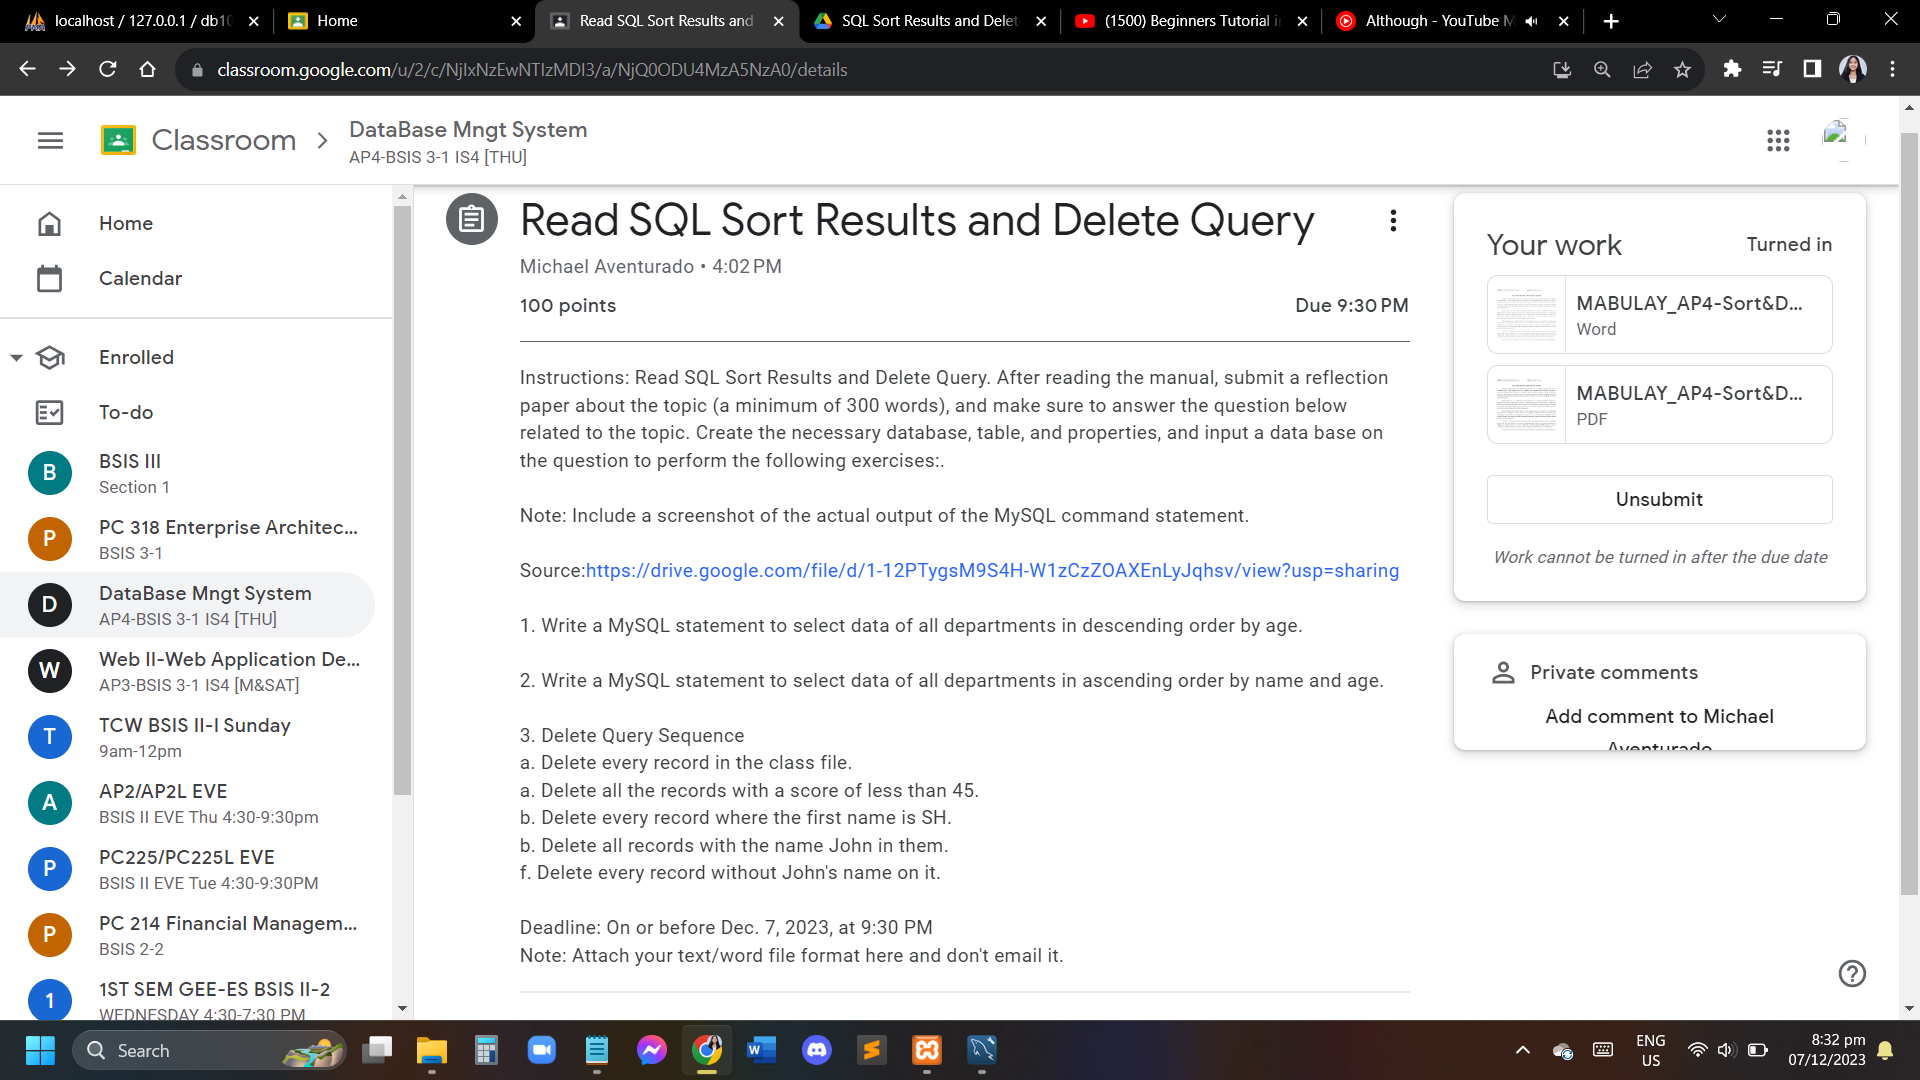 localhost / 127.0.0.1 / db10
Home
Read SQL Sort Results and
SQL Sort Results and Delet
(1500) Beginners Tutorial i
Although - YouTube M
classroom.google.com/u/2/c/NjIxNzEwNTIzMDI3/a/NjQ0ODU4MzA5NzA0/details
Classroom
DataBase Mngt System
AP4-BSIS 3-1 IS4 [THU]
Home
Calendar
Enrolled
To-do
B
BSIS III
Section 1
P
PC 318 Enterprise Architec...
BSIS 3-1
D
DataBase Mngt System
AP4-BSIS 3-1 IS4 [THU]
W
Web II-Web Application De...
AP3-BSIS 3-1 IS4 [M&SAT]
T
TCW BSIS II-I Sunday
9am-12pm
A
AP2/AP2L EVE
BSIS II EVE Thu 4:30-9:30pm
P
PC225/PC225L EVE
BSIS II EVE Tue 4:30-9:30PM
P
PC 214 Financial Managem...
BSIS 2-2
1
1ST SEM GEE-ES BSIS II-2
WEDNESDAY 4:30-7:30 PM
Read SQL Sort Results and Delete Query
Michael Aventurado • 4:02 PM
100 points
Due 9:30 PM
Instructions: Read SQL Sort Results and Delete Query. After reading the manual, submit a reflection
paper about the topic (a minimum of 300 words), and make sure to answer the question below
related to the topic. Create the necessary database, table, and properties, and input a data base on
the question to perform the following exercises:.
Note: Include a screenshot of the actual output of the MySQL command statement.
Source:https://drive.google.com/file/d/1-12PTygsM9S4H-W1zCzZOAXEnLyJqhsv/view?usp=sharing
1. Write a MySQL statement to select data of all departments in descending order by age.
2. Write a MySQL statement to select data of all departments in ascending order by name and age.
3. Delete Query Sequence
a. Delete every record in the class file.
a. Delete all the records with a score of less than 45.
b. Delete every record where the first name is SH.
b. Delete all records with the name John in them.
f. Delete every record without John's name on it.
Deadline: On or before Dec. 7, 2023, at 9:30 PM
Note: Attach your text/word file format here and don't email it.
Your work
Turned in
MABULAY_AP4-Sort&D...
Word
MABULAY_AP4-Sort&D...
PDF
Unsubmit
Work cannot be turned in after the due date
Private comments
Add comment to Michael
Aventurado
Search
ENG
US
8:32 pm
07/12/2023